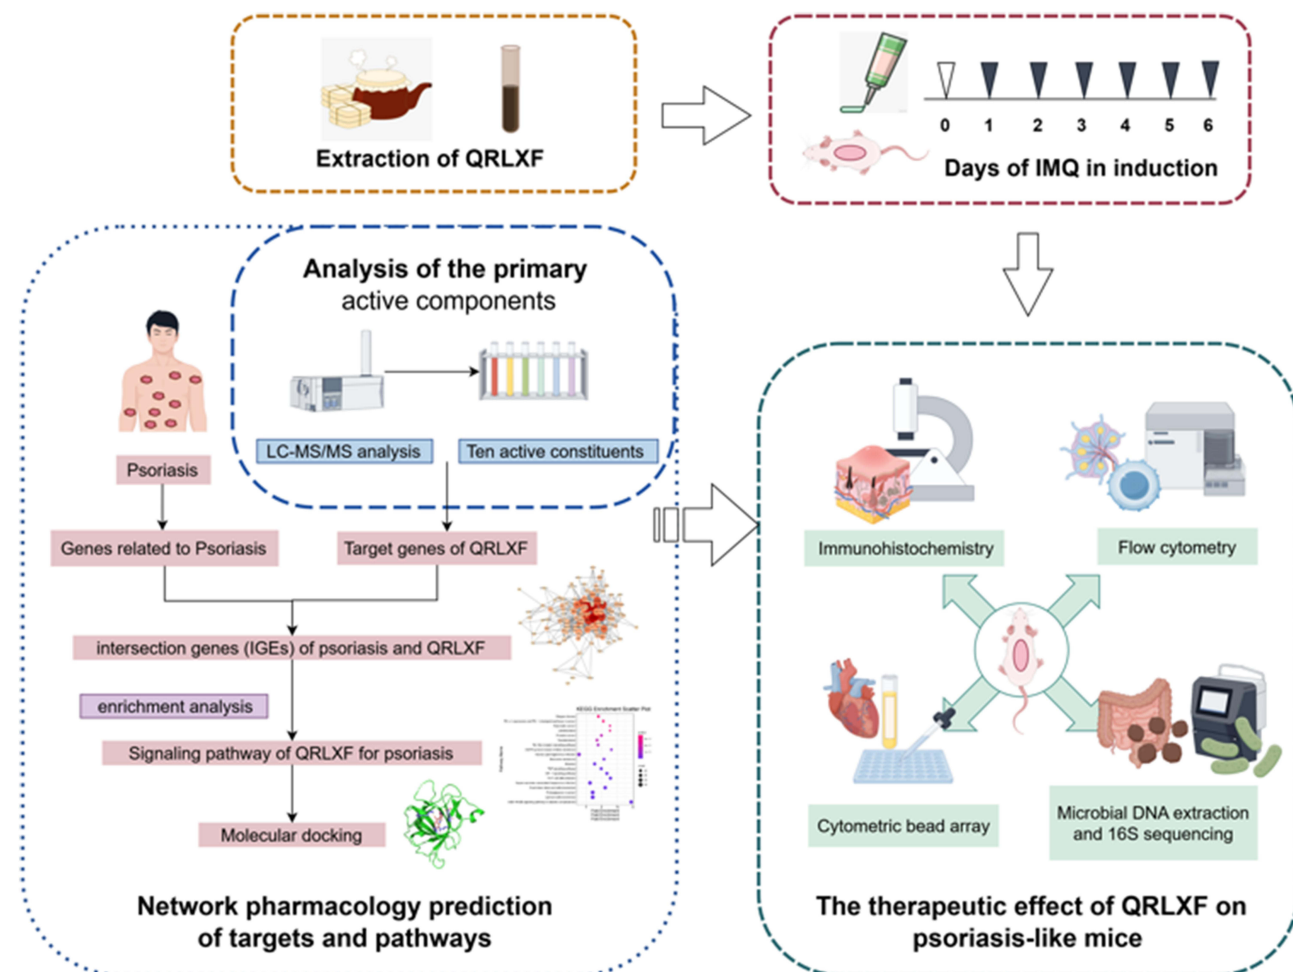 Extraction of QRLXF
0 1 2 3 4 5 6
Days of IMQ in induction
Analysis of the primary
active components
LC-MS/MS analysis
Ten active constituents
Psoriasis
Genes related to Psoriasis
Target genes of QRLXF
intersection genes (IGEs) of psoriasis and QRLXF
enrichment analysis
Signaling pathway of QRLXF for psoriasis
KEGG Enrichment Scatter Plot
Molecular docking
Network pharmacology prediction
of targets and pathways
Immunohistochemistry
Flow cytometry
Cytometric bead array
Microbial DNA extraction
and 16S sequencing
The therapeutic effect of QRLXF on
psoriasis-like mice